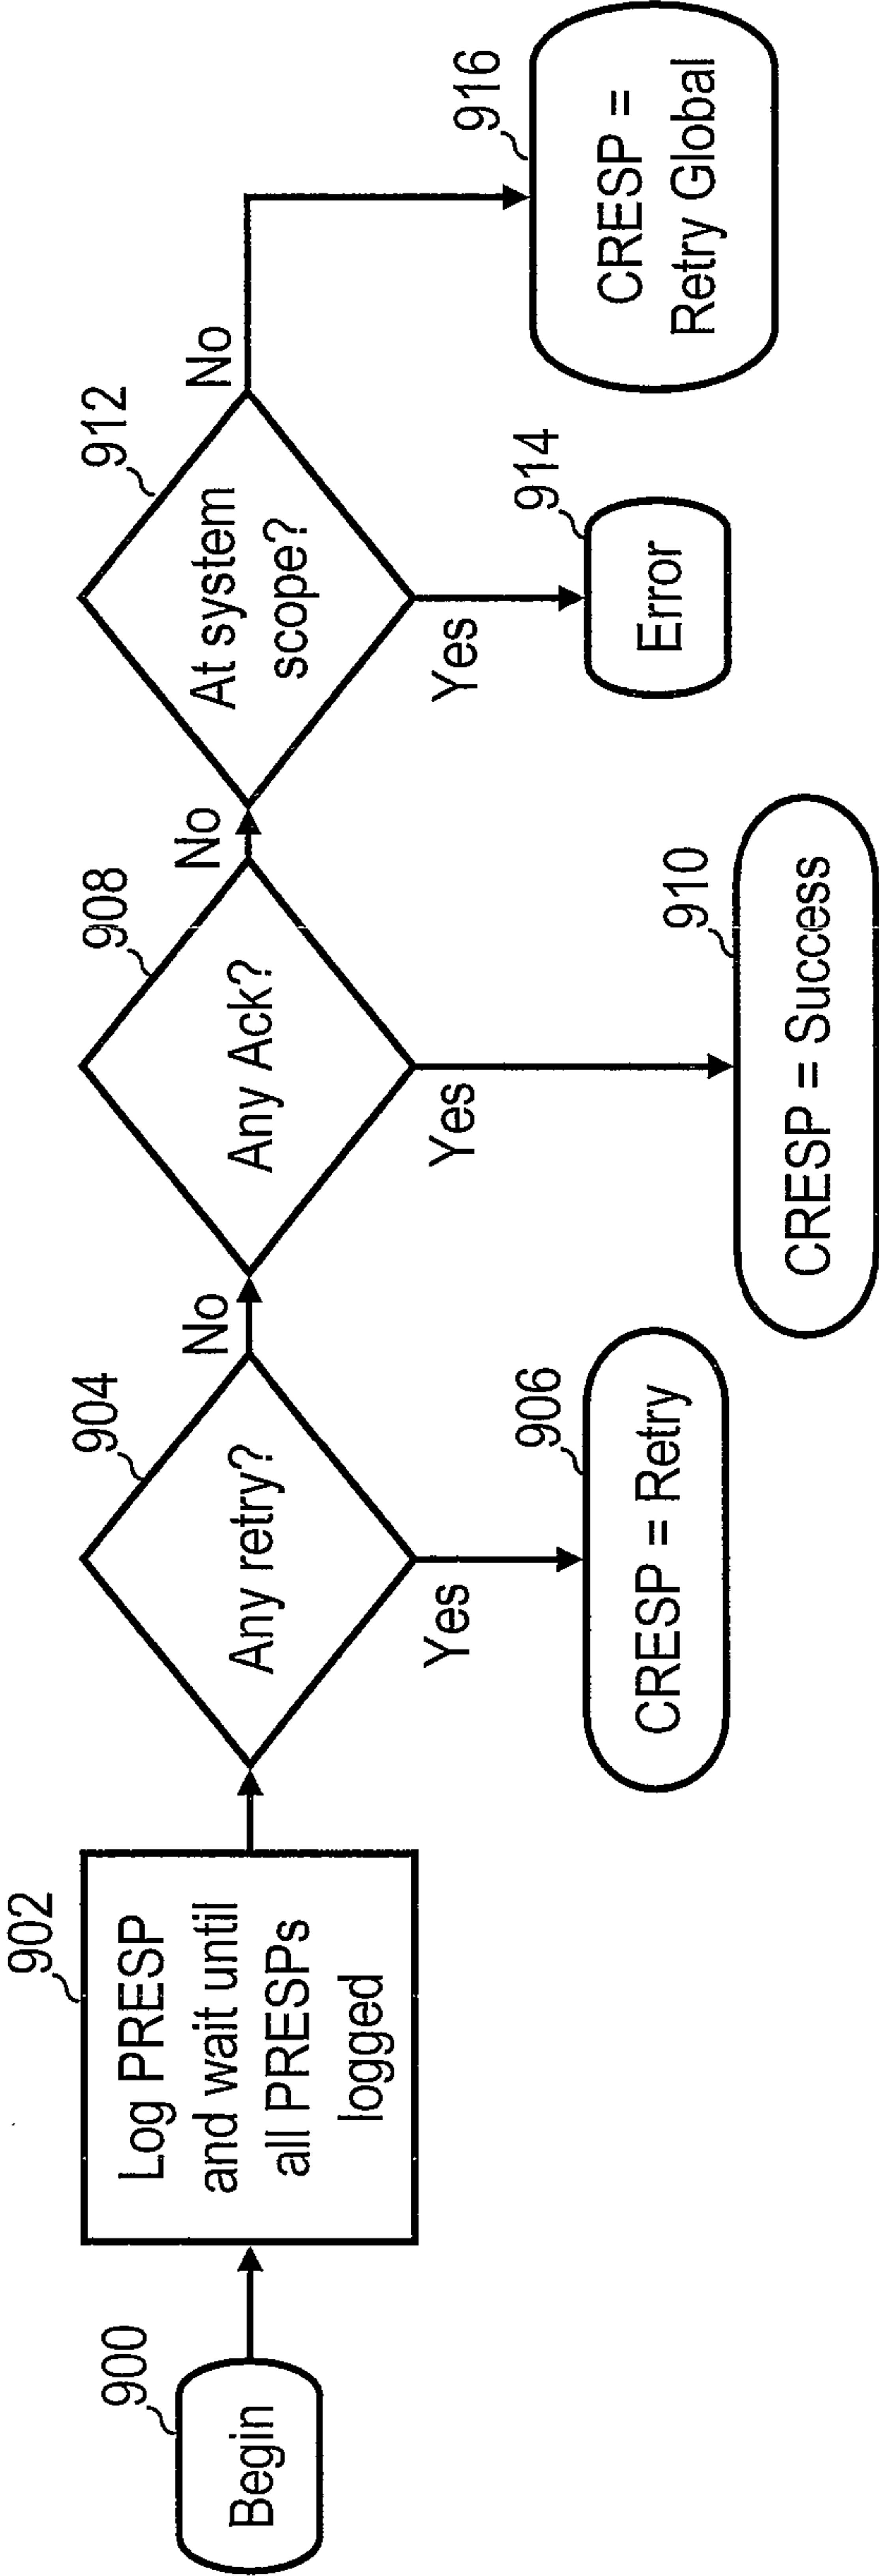 900
Begin
902
Log PRESP
and wait until
all PRESPs
logged
904
Any retry?
No
Yes
906
CRESP = Retry
908
Any Ack?
No
Yes
910
CRESP = Success
912
At system
scope?
No
Yes
914
Error
916
CRESP =
Retry Global